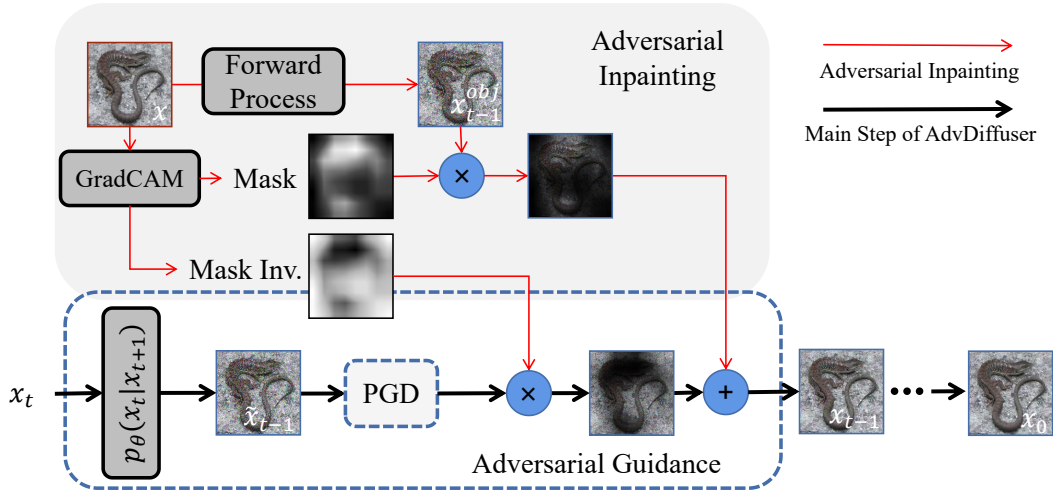 Adversarial
Inpainting
Forward
Process
x
x_{t-1}^{obj}
Adversarial Inpainting
Main Step of AdvDiffuser
GradCAM
Mask
×
Mask Inv.
x_t
p_θ(x_t|x_{t+1})
x̃_{t-1}
PGD
×
+
x_{t-1}
•••
x_0
Adversarial Guidance